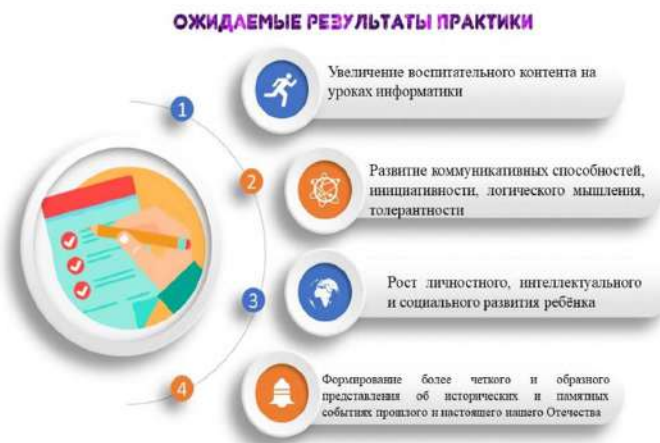 ОЖИДАЕМЫЕ РЕЗУЛЬТАТЫ ПРАКТИКИ
1
Увеличение воспитательного контента на
уроках информатики
2
Развитие коммуникативных способностей,
инициативности, логического мышления,
толерантности
3
Рост личностного, интеллектуального
и социального развития ребёнка
4
Формирование более четкого и образного
представления об исторических и памятных
событиях прошлого и настоящего нашего Отечества